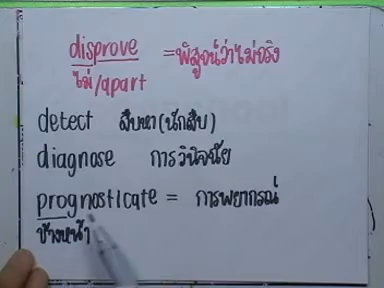 disprove = พิสูจน์ว่าไม่จริง
ไม่/apart
detect สืบหา (นักสืบ)
diagnose การวินิจฉัย
prognosticate = การพยากรณ์
ข้างหน้า